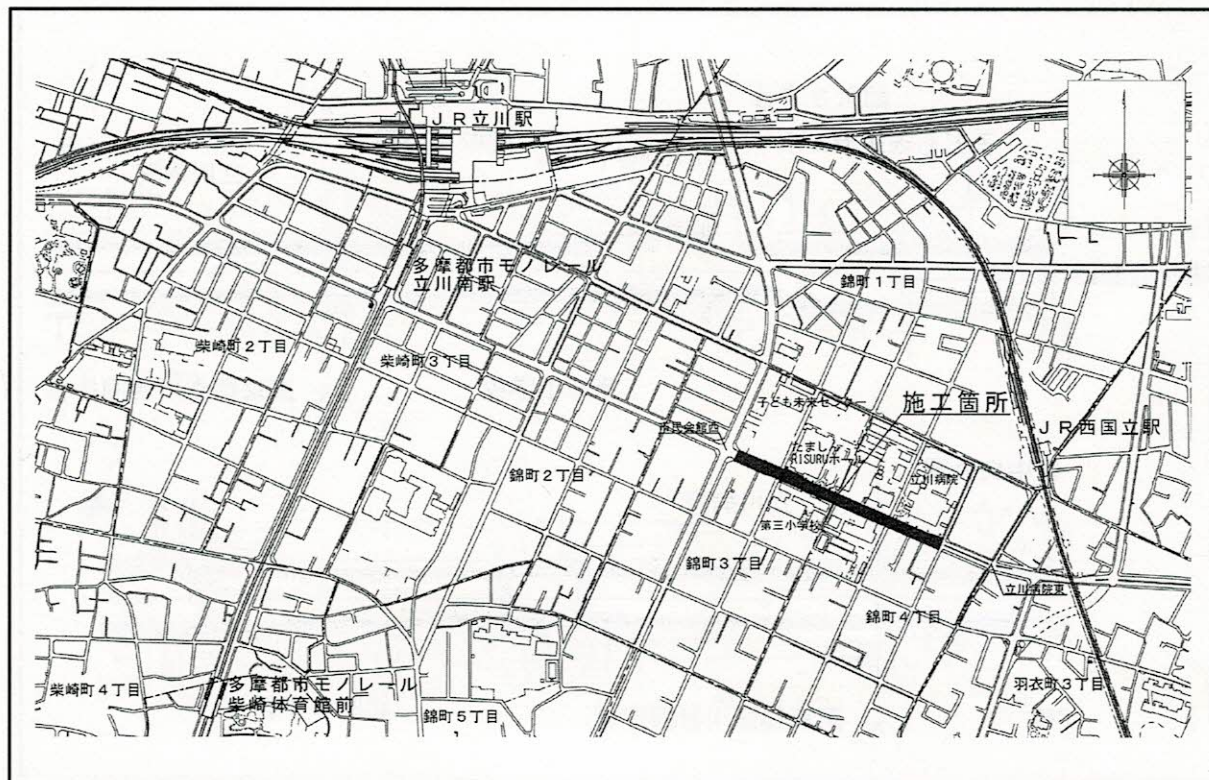 JR立川駅
多摩都市モノレール
立川南駅
錦町1丁目
柴崎町2丁目
柴崎町3丁目
子ども未来センター
施工箇所
市民会館西
JR西国立駅
たましん
RISURUホール
立川病院
錦町2丁目
第三小学校
錦町3丁目
立川病院東
錦町4丁目
柴崎町4丁目
多摩都市モノレール
柴崎体育館前
羽衣町3丁目
錦町5丁目